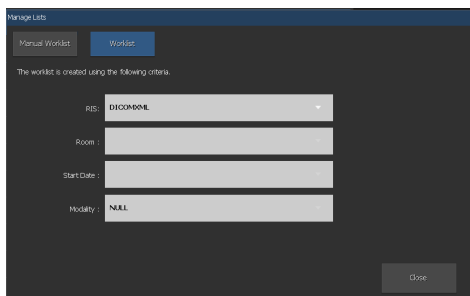 Manage Lists
Manual Worklist
Worklist
The worklist is created using the following criteria.
RIS: DICOMXML
Room :
Start Date :
Modality : NULL
Close